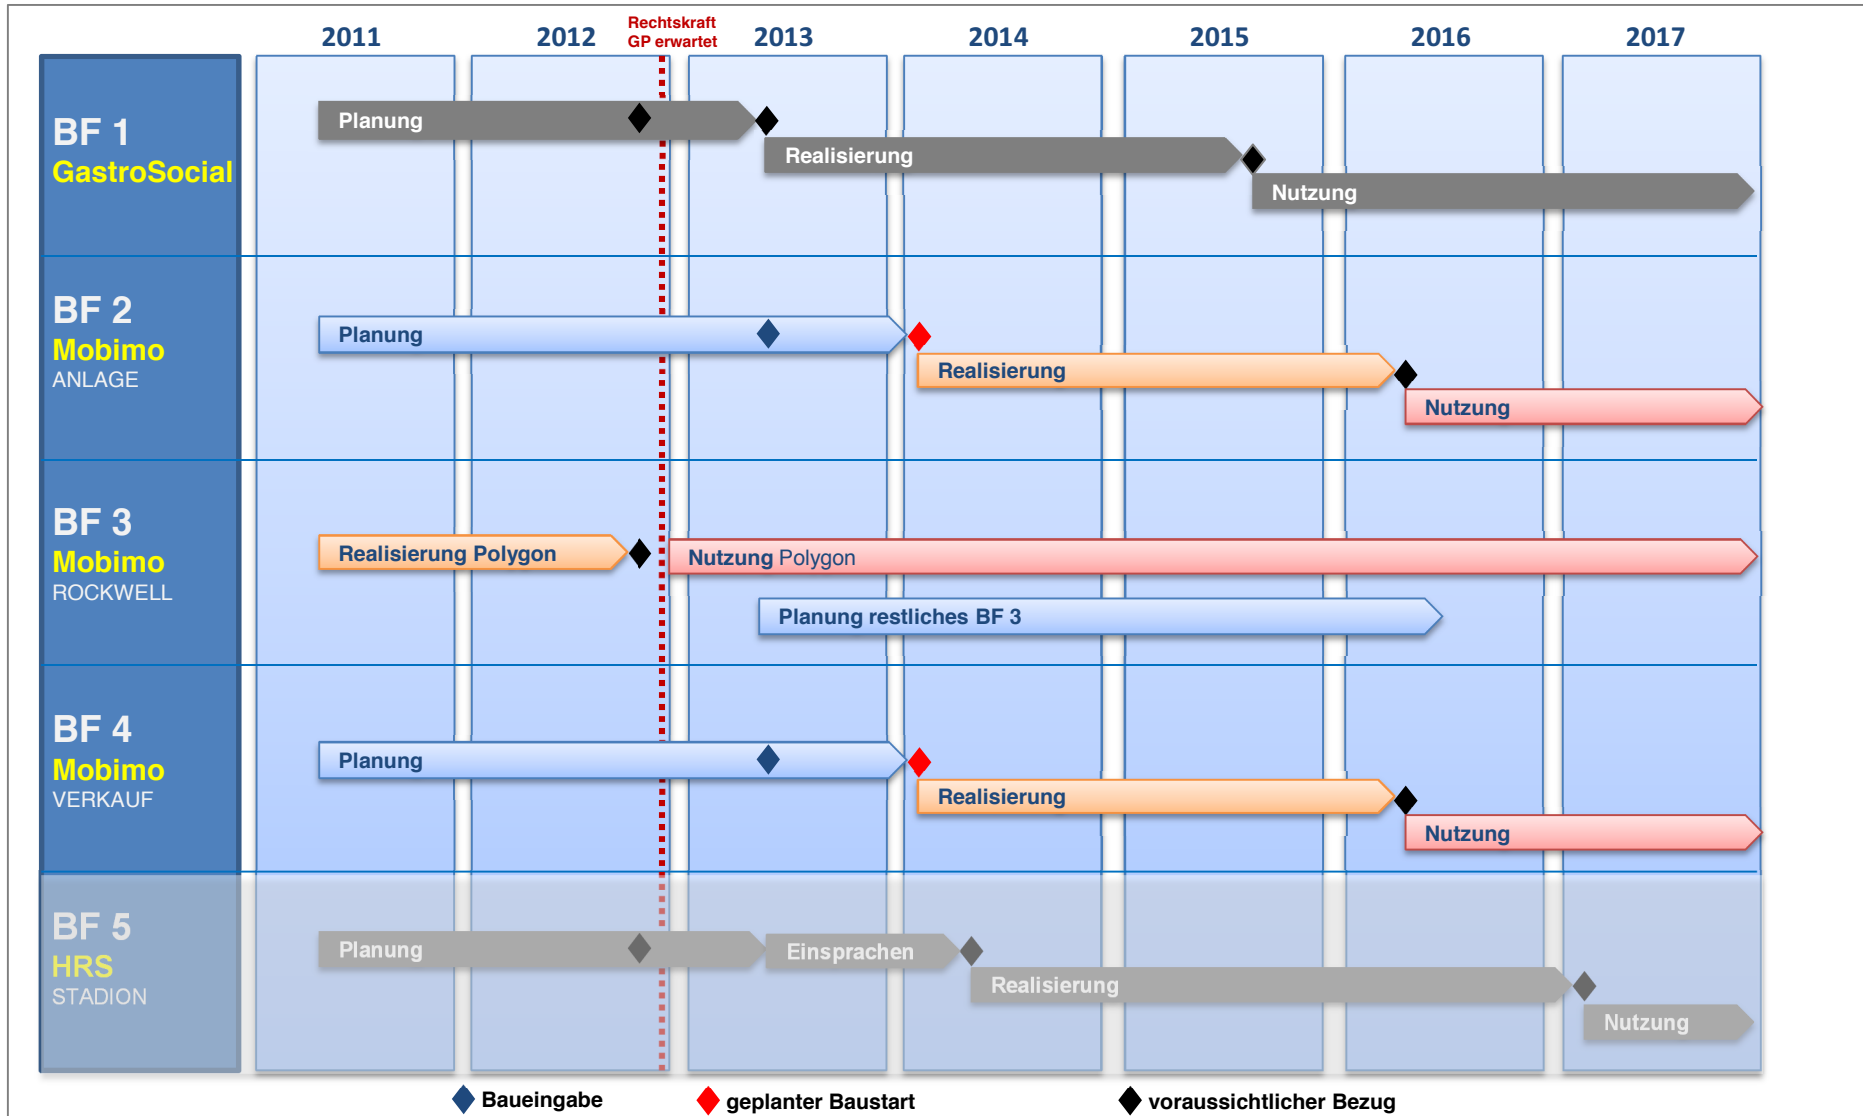 Rechtskraft
GP erwartet
2011 2012 2013 2014 2015 2016 2017
BF 1
GastroSocial
Planung
Realisierung
Nutzung
BF 2
Mobimo
ANLAGE
Planung
Realisierung
Nutzung
BF 3
Mobimo
ROCKWELL
Realisierung Polygon
Nutzung Polygon
Planung restliches BF 3
BF 4
Mobimo
VERKAUF
Planung
Realisierung
Nutzung
BF 5
HRS
STADION
Planung
Einsprachen
Realisierung
Nutzung
Baueingabe
geplanter Baustart
voraussichtlicher Bezug